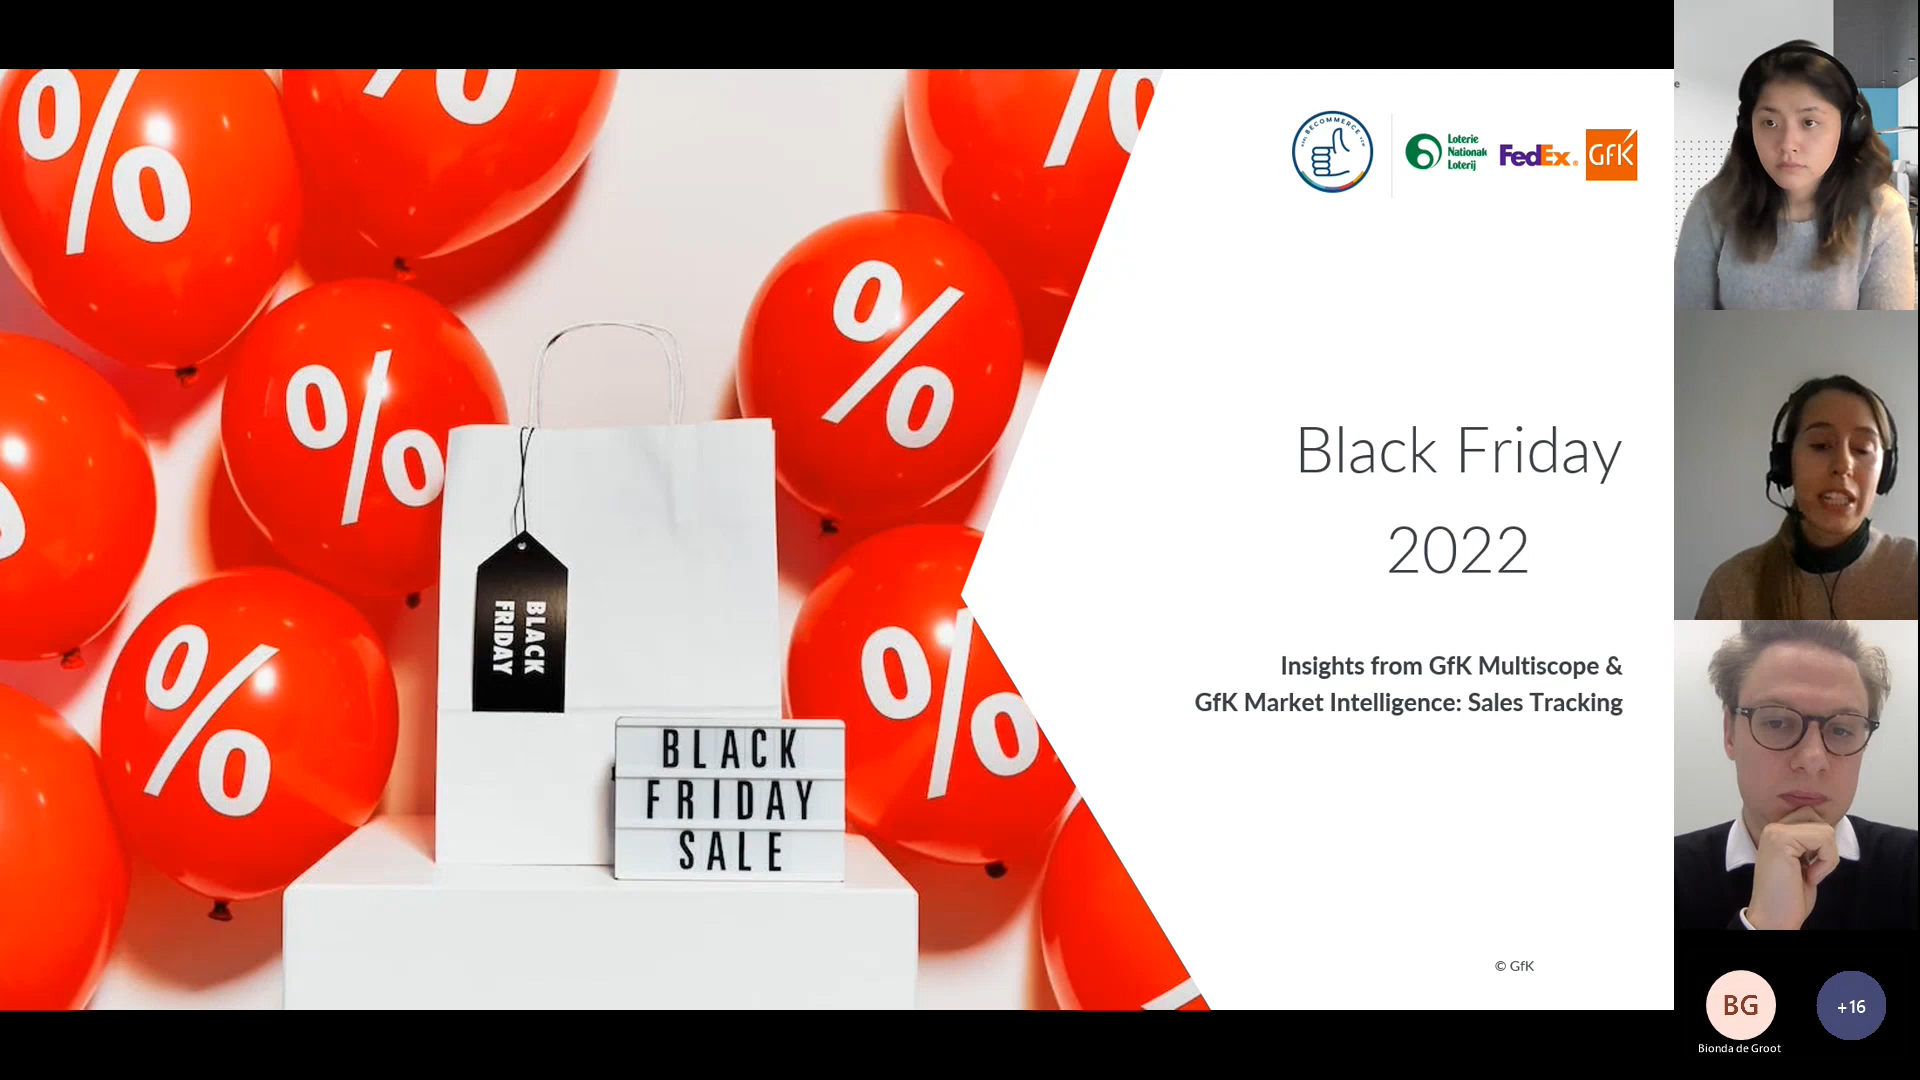 %
%
%
%
%
%
%
%
BLACK
FRIDAY
BLACK
FRIDAY
SALE
BECOMMERCE
Loterie
Nationale
Loterij
FedEx.
GfK
Black Friday
2022
Insights from GfK Multiscope &
GfK Market Intelligence: Sales Tracking
© GfK
e
BG
Bionda de Groot
+16